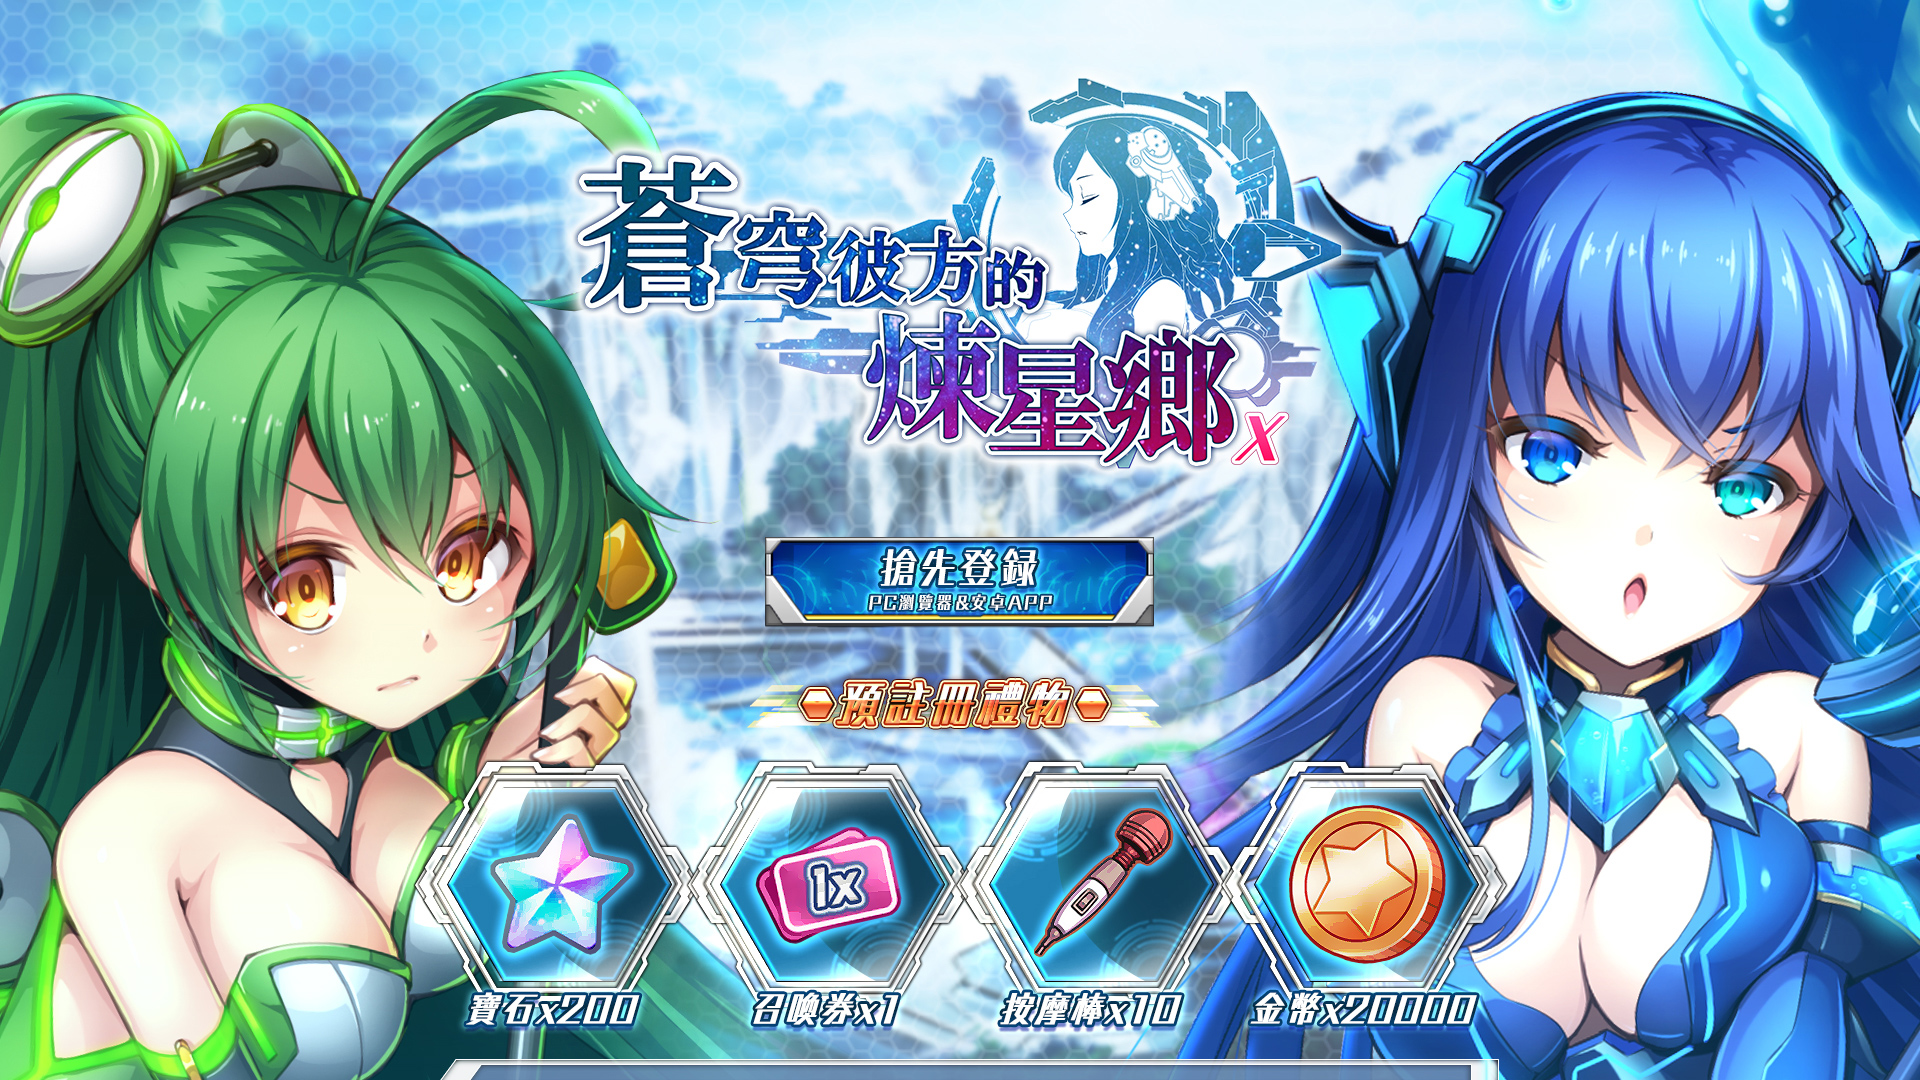 蒼穹彼方的
煉星鄉X
搶先登録
PC瀏覽器&安卓APP
預註冊禮物
1x
寶石x200
召喚券x1
按摩棒x10
金幣x20000